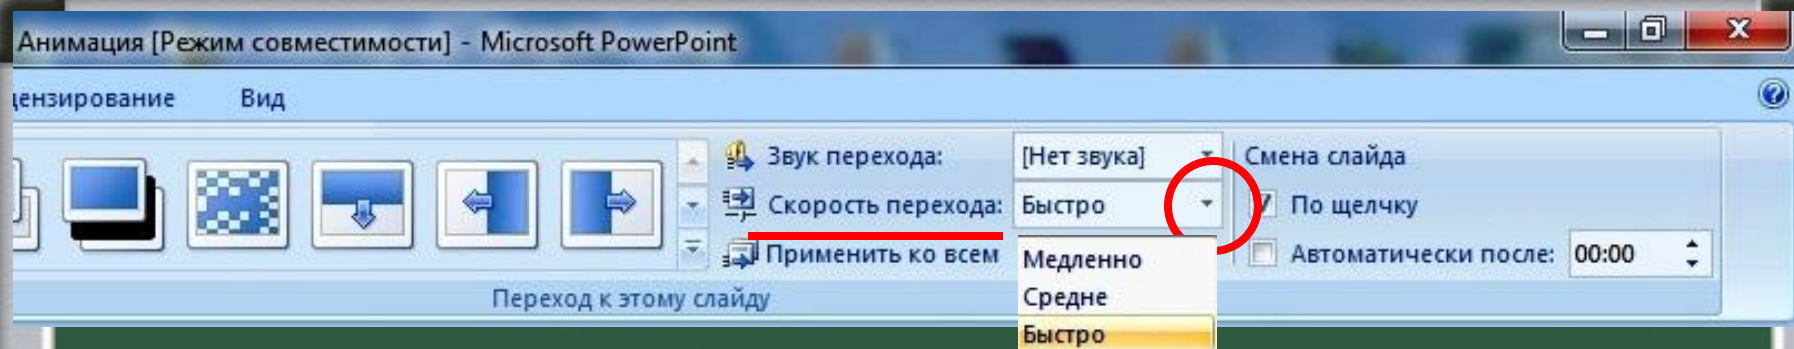 Анимация [Режим совместимости] - Microsoft PowerPoint
цензирование Вид
Звук перехода: [Нет звука] Смена слайда
Скорость перехода: Быстро По щелчку
Применить ко всем Медленно Автоматически после: 00:00
Средне
Переход к этому слайду
Быстро